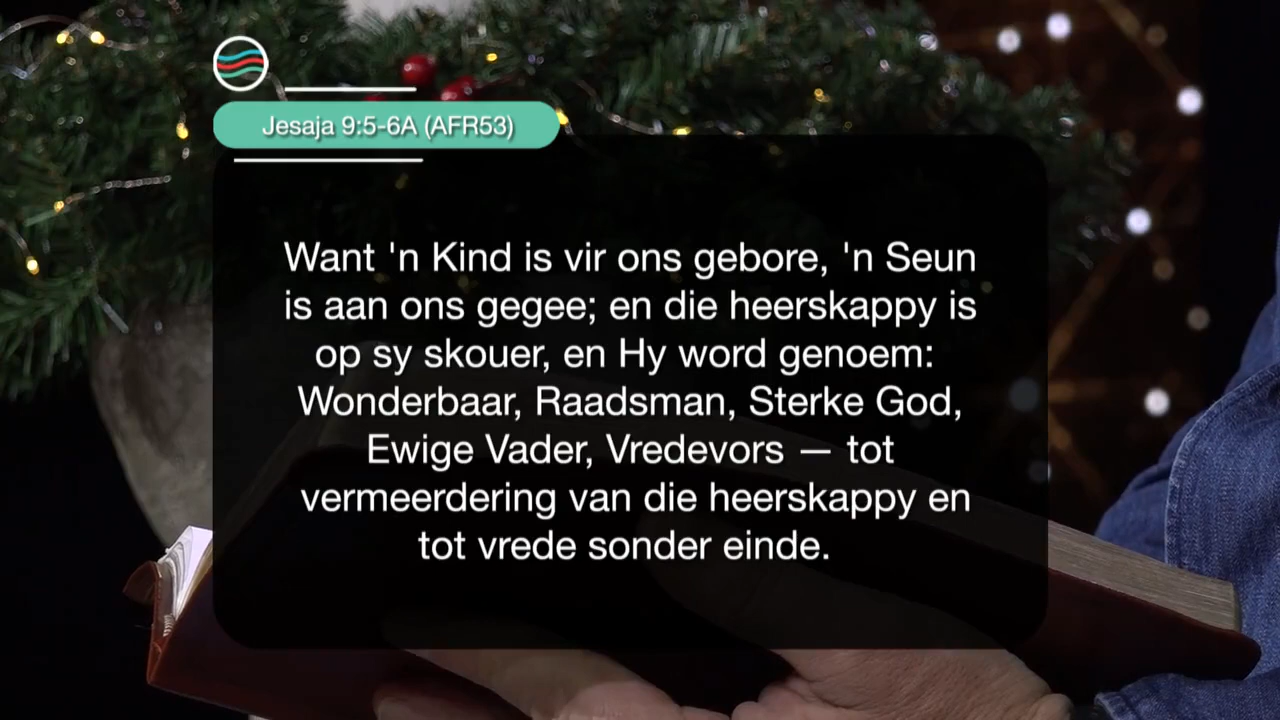 Jesaja 9:5-6A (AFR53)
Want 'n Kind is vir ons gebore, 'n Seun
is aan ons gegee; en die heerskappy is
op sy skouer, en Hy word genoem:
Wonderbaar, Raadsman, Sterke God,
Ewige Vader, Vredevors — tot
vermeerdering van die heerskappy en
tot vrede sonder einde.